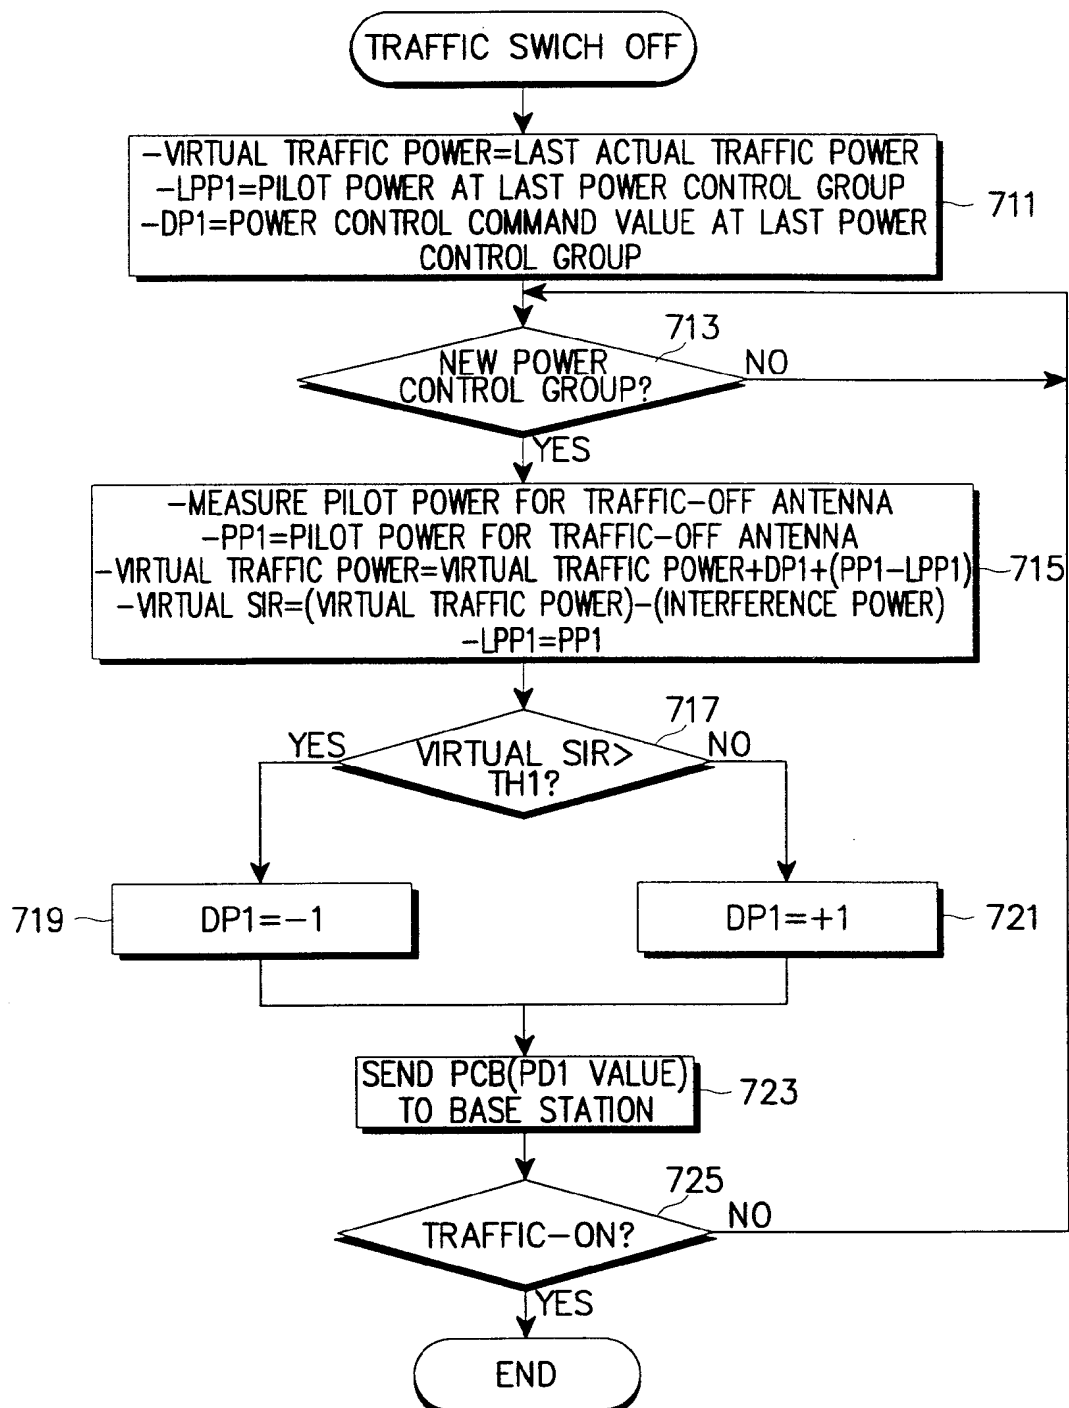 TRAFFIC SWICH OFF
-VIRTUAL TRAFFIC POWER=LAST ACTUAL TRAFFIC POWER
-LPP1=PILOT POWER AT LAST POWER CONTROL GROUP
-DP1=POWER CONTROL COMMAND VALUE AT LAST POWER
CONTROL GROUP
711
713
NEW POWER
CONTROL GROUP?
NO
YES
-MEASURE PILOT POWER FOR TRAFFIC-OFF ANTENNA
-PP1=PILOT POWER FOR TRAFFIC-OFF ANTENNA
-VIRTUAL TRAFFIC POWER=VIRTUAL TRAFFIC POWER+DP1+(PP1-LPP1)
-VIRTUAL SIR=(VIRTUAL TRAFFIC POWER)-(INTERFERENCE POWER)
-LPP1=PP1
715
717
YES
VIRTUAL SIR>
TH1?
NO
719
DP1=-1
DP1=+1
721
SEND PCB(PD1 VALUE)
TO BASE STATION
723
725
TRAFFIC-ON?
NO
YES
END